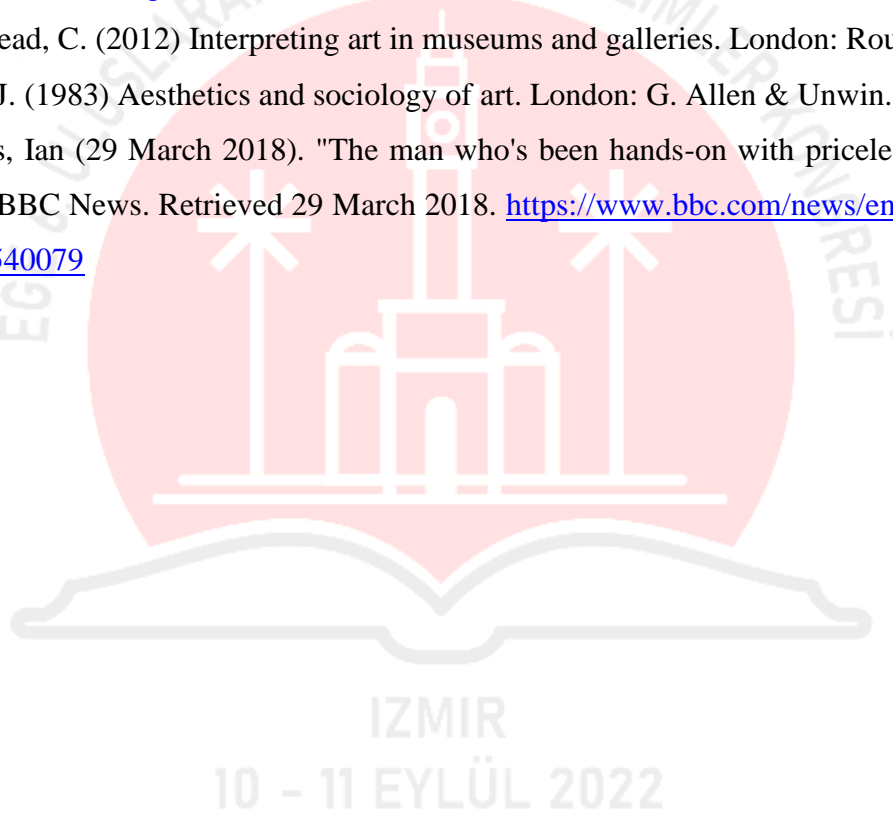 ead, C. (2012) Interpreting art in museums and galleries. London: Rou
J. (1983) Aesthetics and sociology of art. London: G. Allen & Unwin.
s, Ian (29 March 2018). "The man who's been hands-on with pricele
BBC News. Retrieved 29 March 2018. https://www.bbc.com/news/en
540079
KONGRESİ
IZMIR
10 - 11 EYLÜL 2022